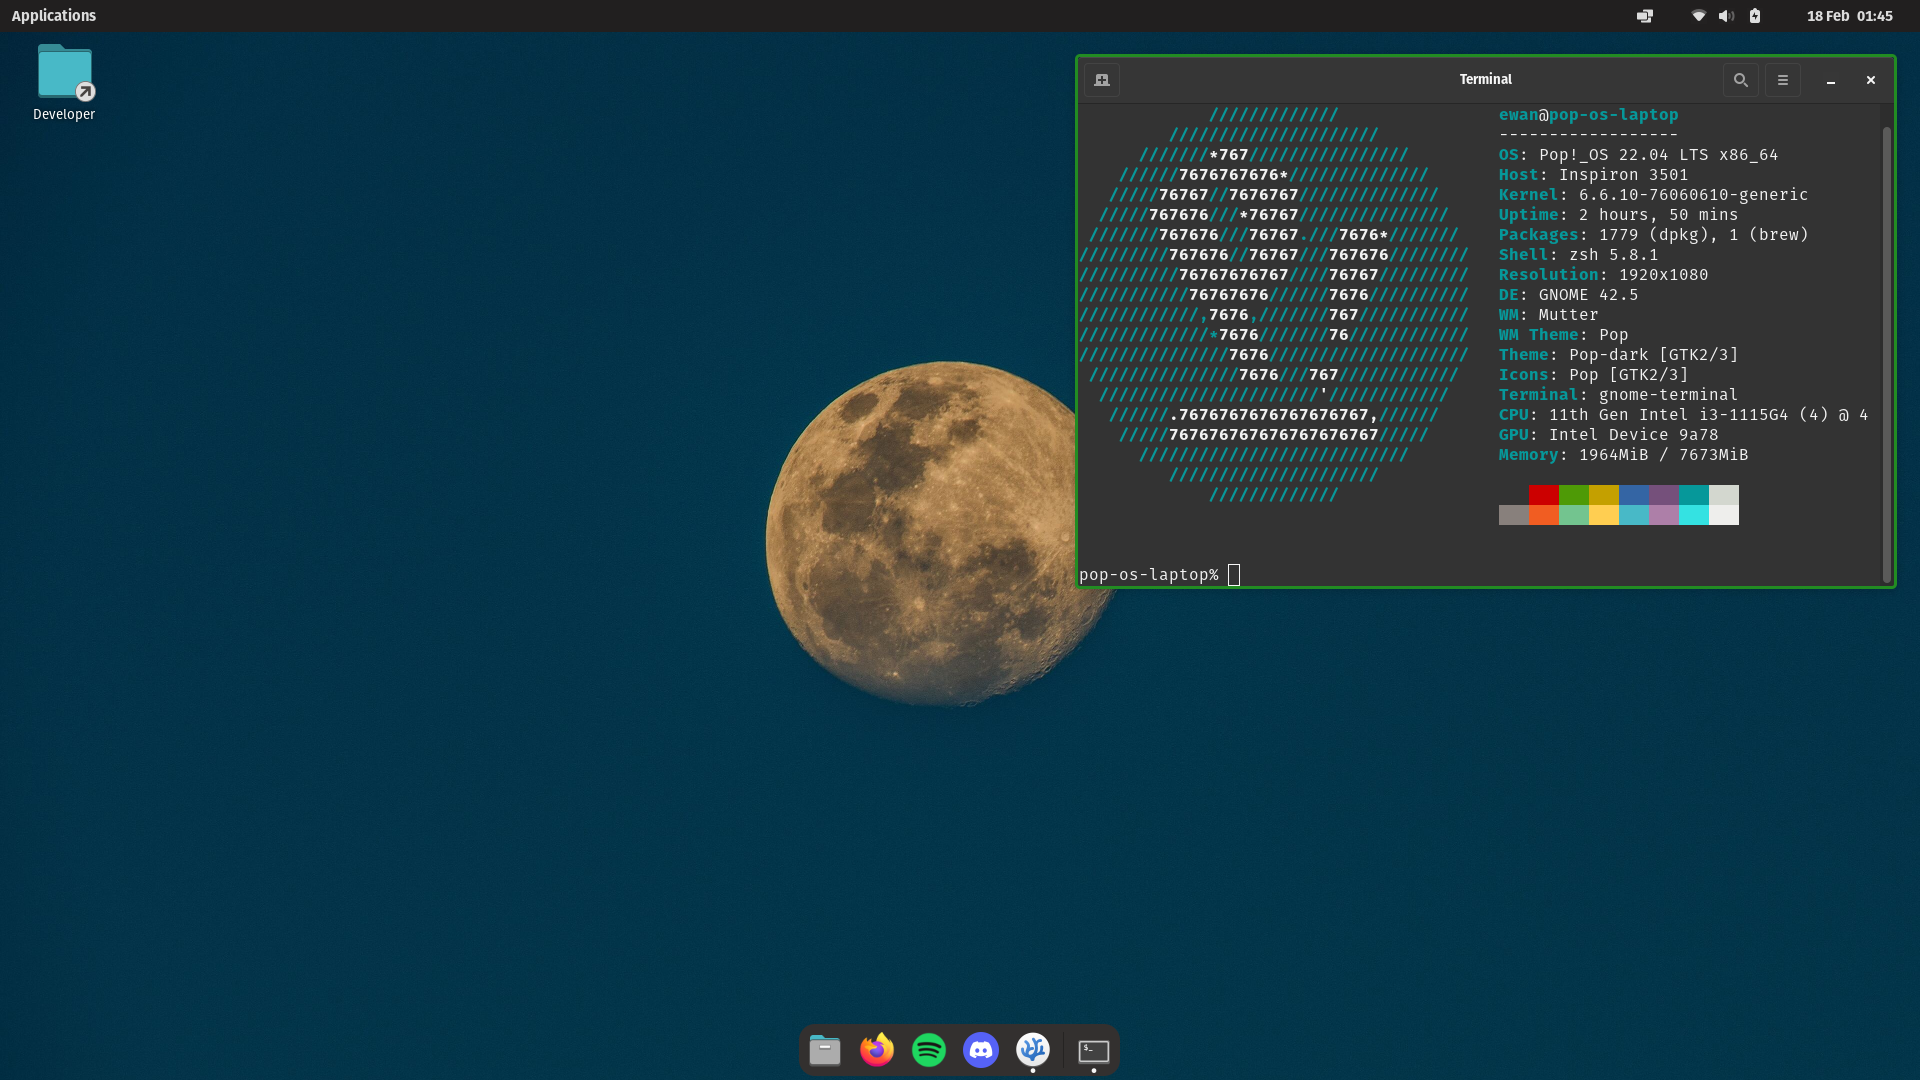 Applications
18 Feb 01:45
Developer
Terminal
/////////////
/////////////////////
///////*767////////////////
//////7676767676*//////////////
/////76767//7676767//////////////
/////767676///*76767///////////////
///////767676///76767.///7676*///////
/////////767676//76767///767676////////
//////////76767676767////76767/////////
///////////76767676//////7676//////////
////////////,7676,///////767///////////
/////////////*7676///////76////////////
///////////////7676////////////////////
///////////////7676///767////////////
//////////////////////'////////////
//////.7676767676767676767,//////
/////767676767676767676767/////
///////////////////////////
/////////////////////
/////////////
ewan@pop-os-laptop
------------------
OS: Pop!_OS 22.04 LTS x86_64
Host: Inspiron 3501
Kernel: 6.6.10-76060610-generic
Uptime: 2 hours, 50 mins
Packages: 1779 (dpkg), 1 (brew)
Shell: zsh 5.8.1
Resolution: 1920x1080
DE: GNOME 42.5
WM: Mutter
WM Theme: Pop
Theme: Pop-dark [GTK2/3]
Icons: Pop [GTK2/3]
Terminal: gnome-terminal
CPU: 11th Gen Intel i3-1115G4 (4) @ 4
GPU: Intel Device 9a78
Memory: 1964MiB / 7673MiB
pop-os-laptop%
$_